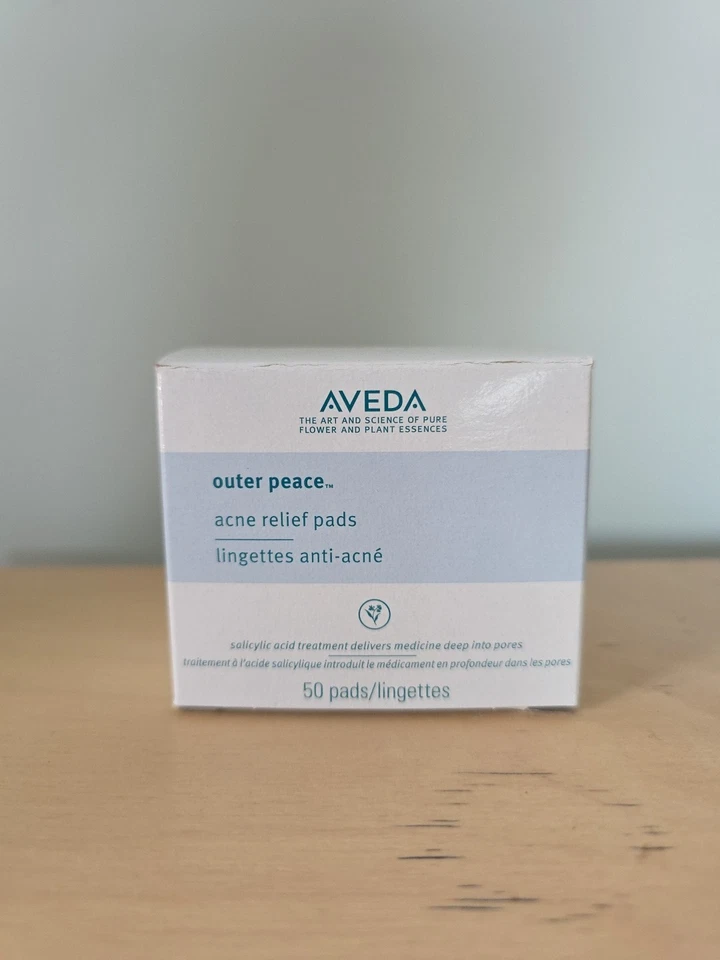 AVEDA
THE ART AND SCIENCE OF PURE
FLOWER AND PLANT ESSENCES
outer peace™
acne relief pads
lingettes anti-acné
salicylic acid treatment delivers medicine deep into pores
traitement à l'acide salicylique introduit le médicament en profondeur dans les pores
50 pads/lingettes